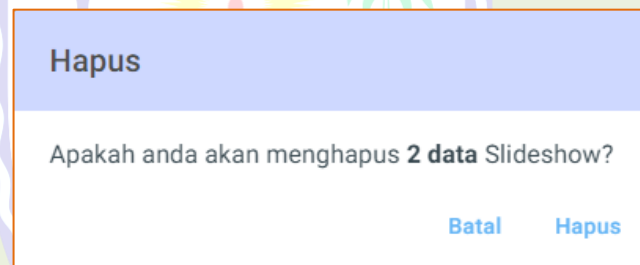 Hapus
Apakah anda akan menghapus 2 data Slideshow?
Batal Hapus